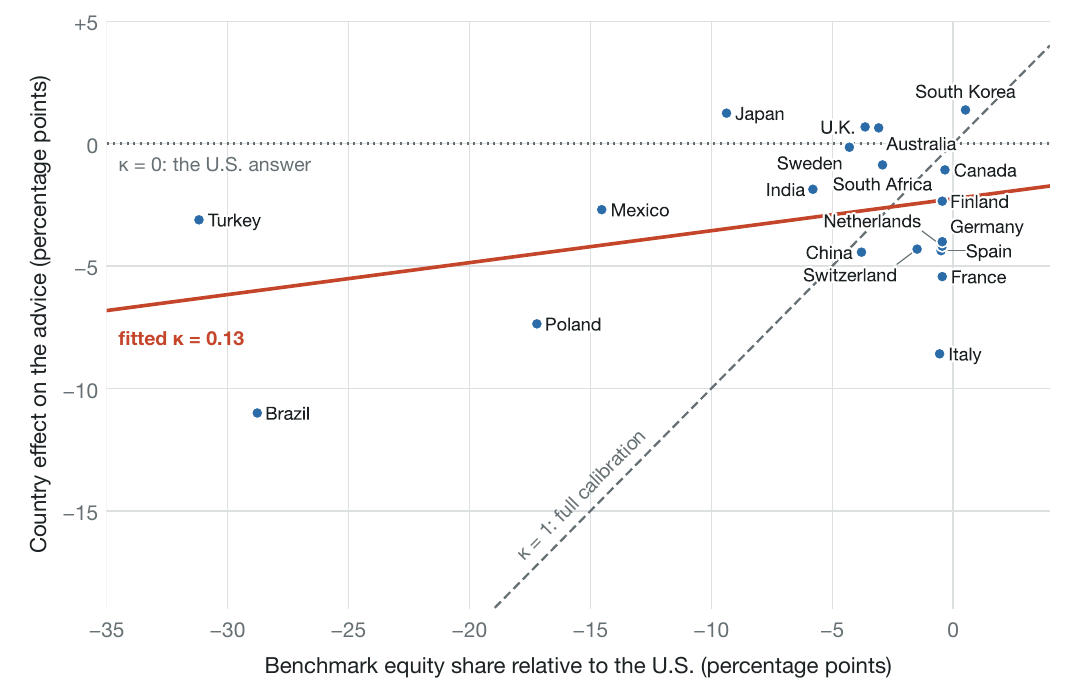 +5
0
−5
−10
−15
Country effect on the advice (percentage points)
South Korea
Japan
U.K.
Australia
κ = 0: the U.S. answer
Sweden
Canada
India
South Africa
Finland
Mexico
Turkey
Netherlands
Germany
China
Spain
Switzerland
France
Poland
fitted κ = 0.13
Italy
Brazil
κ = 1: full calibration
−35
−30
−25
−20
−15
−10
−5
0
Benchmark equity share relative to the U.S. (percentage points)